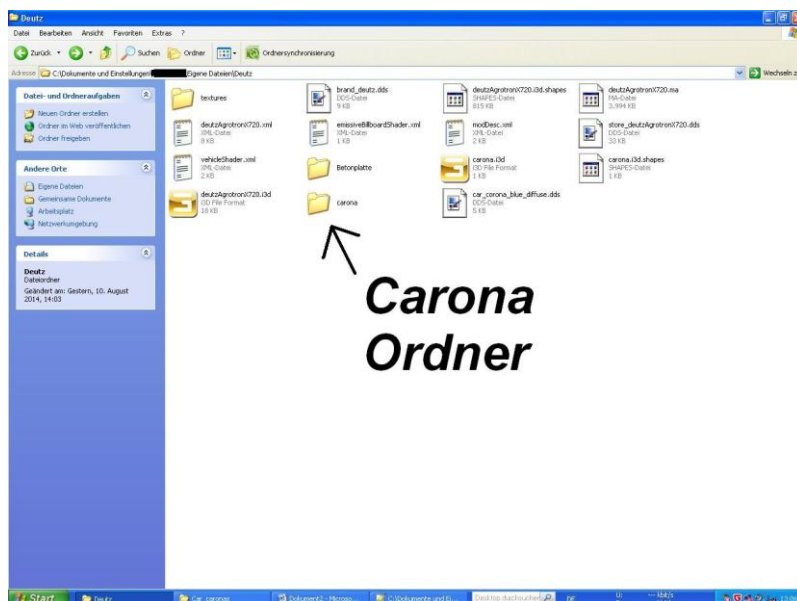 Deutz
Datei Bearbeiten Ansicht Favoriten Extras ?
Zurück Suchen Ordner Ordnersynchronisierung
Adresse C:\Dokumente und Einstellungen\ Eigene Dateien\Deutz Wechseln z
Datei- und Ordneraufgaben
Neuen Ordner erstellen
Ordner im Web veröffentlichen
Ordner freigeben
Andere Orte
Eigene Dateien
Gemeinsame Dokumente
Arbeitsplatz
Netzwerkumgebung
Details
Deutz
Dateiordner
Geändert am: Gestern, 10. August
2014, 14:03
textures
brand_deutz.dds
DDS-Datei
9 KB
deutzAgrotronX720.i3d.shapes
SHAPES-Datei
815 KB
deutzAgrotronX720.ma
MA-Datei
3.994 KB
deutzAgrotronX720.xml
XML-Datei
8 KB
emissiveBillboardShader.xml
XML-Datei
1 KB
modDesc.xml
XML-Datei
2 KB
store_deutzAgrotronX720.dds
DDS-Datei
33 KB
vehicleShader.xml
XML-Datei
2 KB
Betonplatte
carona.i3d
I3D File Format
1 KB
carona.i3d.shapes
SHAPES-Datei
1 KB
deutzAgrotronX720.i3d
I3D File Format
18 KB
carona
car_corona_blue_diffuse.dds
DDS-Datei
5 KB
Carona
Ordner
Start Deutz Car_caronas Dokument2 - Microso... C:\Dokumente und Ei... Desktop durchsuchen DE